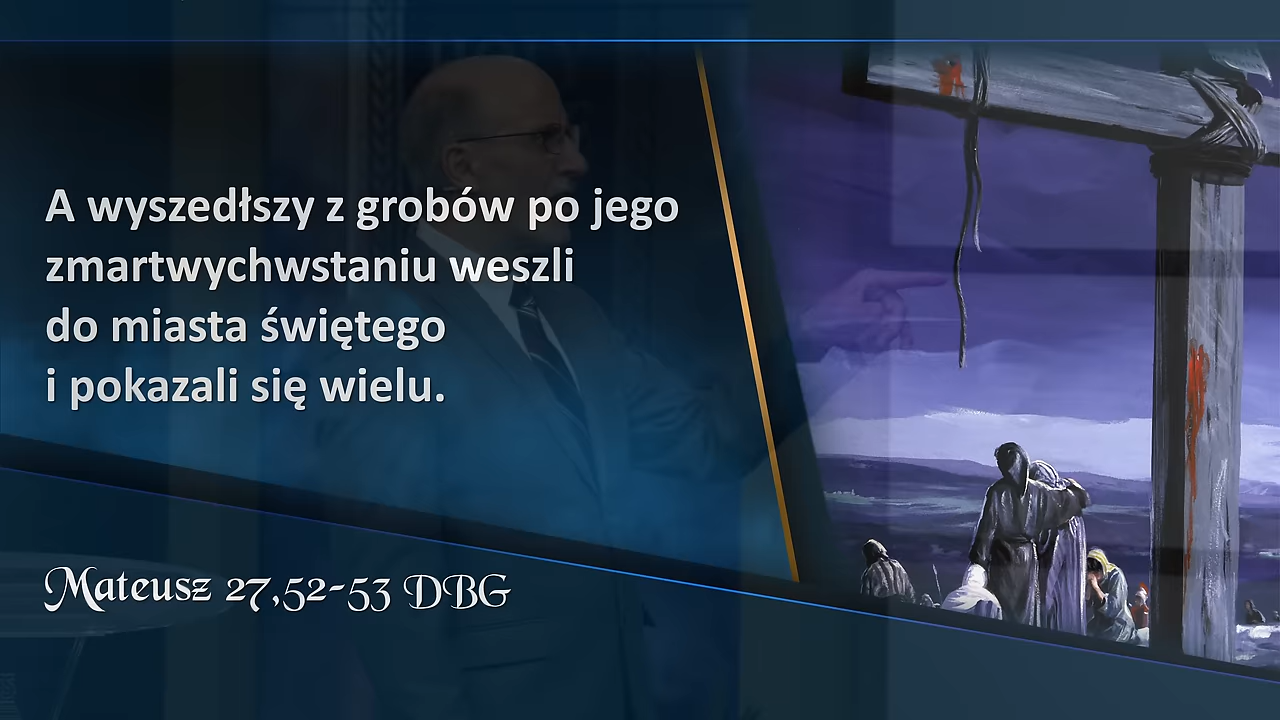 A wyszedłszy z grobów po jego
zmartwychwstaniu weszli
do miasta świętego
i pokazali się wielu.
Mateusz 27,52-53 DBG